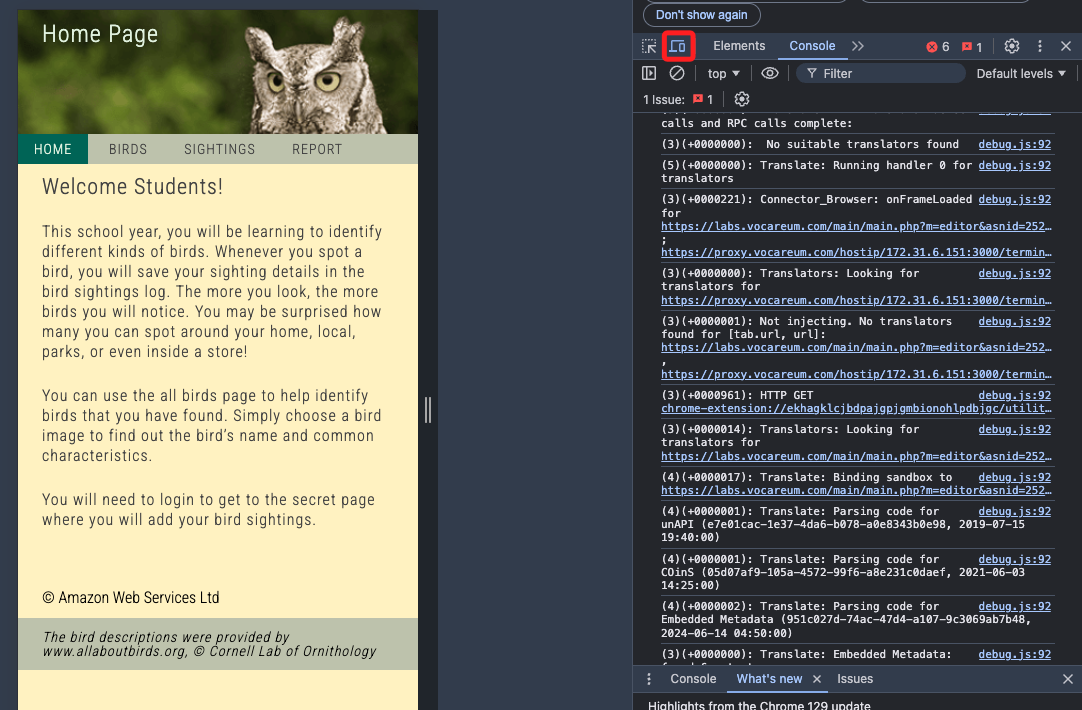 Home Page
HOME
BIRDS
SIGHTINGS
REPORT
Welcome Students!
This school year, you will be learning to identify
different kinds of birds. Whenever you spot a
bird, you will save your sighting details in the
bird sightings log. The more you look, the more
birds you will notice. You may be surprised how
many you can spot around your home, local,
parks, or even inside a store!
You can use the all birds page to help identify
birds that you have found. Simply choose a bird
image to find out the bird's name and common
characteristics.
You will need to login to get to the secret page
where you will add your bird sightings.
© Amazon Web Services Ltd
The bird descriptions were provided by
www.allaboutbirds.org, © Cornell Lab of Ornithology
Don't show again
Elements
Console
6
1
top
Filter
Default levels
1 Issue:
1
calls and RPC calls complete:
(3)(+0000000):  No suitable translators found debug.js:92
(5)(+0000000): Translate: Running handler 0 for debug.js:92
translators
(3)(+0000221): Connector_Browser: onFrameLoaded debug.js:92
for
https://labs.vocareum.com/main/main.php?m=editor&asnid=252…
;
https://proxy.vocareum.com/hostip/172.31.6.151:3000/termin…
(3)(+0000000): Translators: Looking for debug.js:92
translators for
https://proxy.vocareum.com/hostip/172.31.6.151:3000/termin…
(3)(+0000001): Not injecting. No translators debug.js:92
found for [tab.url, url]:
https://labs.vocareum.com/main/main.php?m=editor&asnid=252…
,
https://proxy.vocareum.com/hostip/172.31.6.151:3000/termin…
(3)(+0000961): HTTP GET debug.js:92
chrome-extension://ekhagklcjbdpajgpjgmbionohlpdbjgc/utilit…
(3)(+0000014): Translators: Looking for debug.js:92
translators for
https://labs.vocareum.com/main/main.php?m=editor&asnid=252…
(4)(+0000017): Translate: Binding sandbox to debug.js:92
https://labs.vocareum.com/main/main.php?m=editor&asnid=252…
(4)(+0000001): Translate: Parsing code for debug.js:92
unAPI (e7e01cac-1e37-4da6-b078-a0e8343b0e98, 2019-07-15
19:40:00)
(4)(+0000001): Translate: Parsing code for debug.js:92
COinS (05d07af9-105a-4572-99f6-a8e231c0daef, 2021-06-03
14:25:00)
(4)(+0000002): Translate: Parsing code for debug.js:92
Embedded Metadata (951c027d-74ac-47d4-a107-9c3069ab7b48,
2024-06-14 04:50:00)
(3)(+0000000): Translate: Embedded Metadata: debug.js:92
Console
What's new
Issues
Highlights from the Chrome 129 update